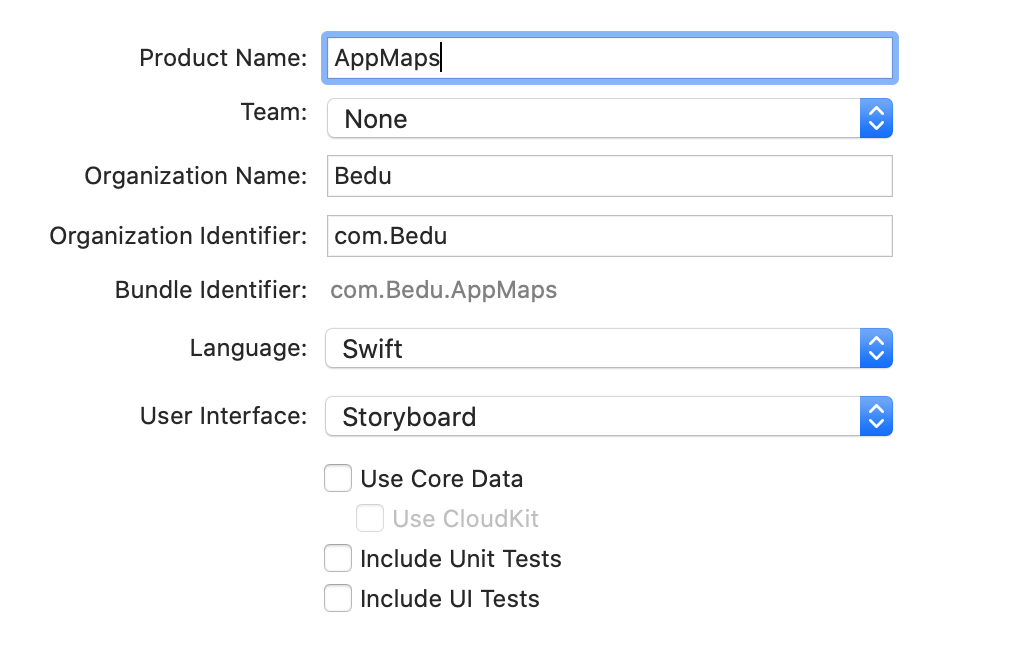 Product Name: AppMaps
Team: None
Organization Name: Bedu
Organization Identifier: com.Bedu
Bundle Identifier: com.Bedu.AppMaps
Language: Swift
User Interface: Storyboard
Use Core Data
Use CloudKit
Include Unit Tests
Include UI Tests